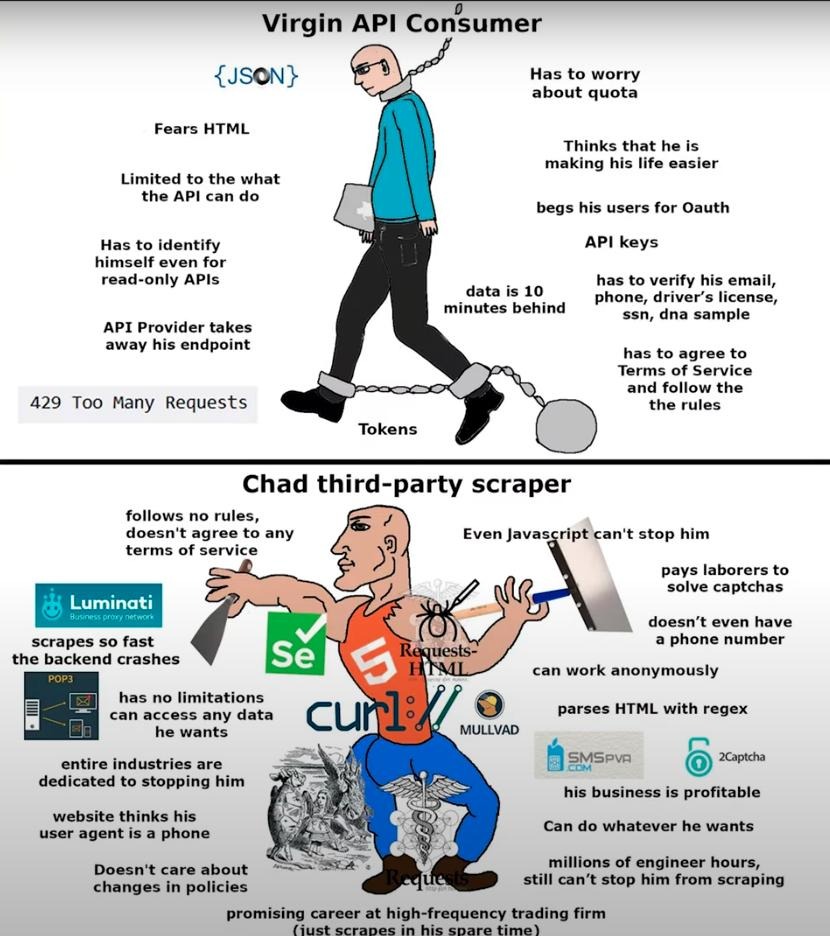 Virgin API Consumer
{JSON}
Has to worry
about quota
Fears HTML
Thinks that he is
making his life easier
Limited to the what
the API can do
begs his users for Oauth
API keys
Has to identify
himself even for
read-only APIs
data is 10
minutes behind
has to verify his email,
phone, driver's license,
ssn, dna sample
API Provider takes
away his endpoint
has to agree to
Terms of Service
and follow the
the rules
429 Too Many Requests
Tokens
Chad third-party scraper
follows no rules,
doesn't agree to any
terms of service
Even Javascript can't stop him
pays laborers to
solve captchas
Luminati
Business proxy network
Se
5
Requests-
HTML
doesn't even have
a phone number
scrapes so fast
the backend crashes
can work anonymously
POP3
has no limitations
can access any data
he wants
curl://
MULLVAD
parses HTML with regex
SMSPVA
.COM
2Captcha
entire industries are
dedicated to stopping him
his business is profitable
website thinks his
user agent is a phone
Can do whatever he wants
Doesn't care about
changes in policies
Requests
millions of engineer hours,
still can't stop him from scraping
promising career at high-frequency trading firm
(just scrapes in his spare time)